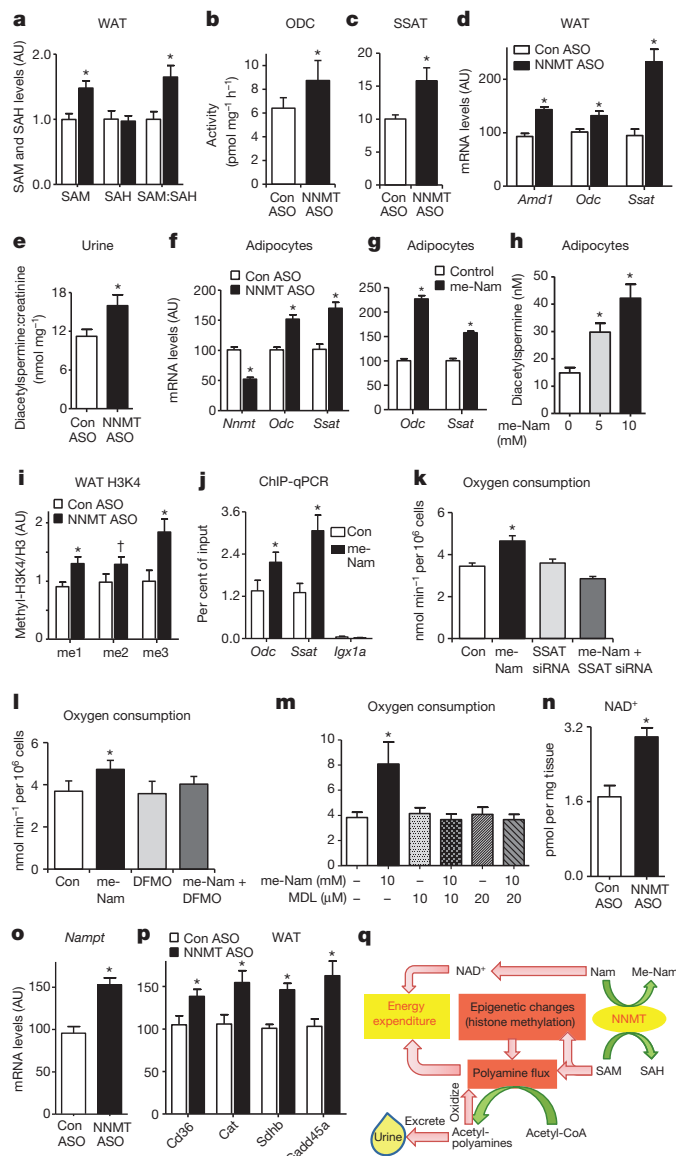 a
WAT
SAM and SAH levels (AU)
2.0
1.0
0
*
*
SAM
SAH
SAM:SAH
b
ODC
Activity
(pmol mg⁻¹ h⁻¹)
12
10
8
6
4
2
0
*
Con
ASO
NNMT
ASO
c
SSAT
20
15
10
5
0
*
Con
ASO
NNMT
ASO
d
WAT
Con ASO
NNMT ASO
mRNA levels (AU)
200
100
0
*
*
*
Amd1
Odc
Ssat
e
Urine
Diacetylspermine:creatinine
(nmol mg⁻¹)
18
12
6
0
*
Con
ASO
NNMT
ASO
f
Adipocytes
Con ASO
NNMT ASO
mRNA levels (AU)
200
150
100
50
0
*
*
*
Nnmt
Odc
Ssat
g
Adipocytes
Control
me-Nam
250
200
150
100
50
0
*
*
Odc
Ssat
h
Adipocytes
Diacetylspermine (nM)
60
45
30
15
0
*
*
me-Nam
(mM)
0 5 10
i
WAT H3K4
Con ASO
NNMT ASO
Methyl-H3K4/H3 (AU)
2
1
0
*
†
*
me1
me2
me3
j
ChIP-qPCR
Con
me-
Nam
Per cent of input
3.6
2.4
1.2
0.0
*
*
Odc
Ssat
Igx1a
k
Oxygen consumption
nmol min⁻¹ per 10⁶ cells
6
4
2
0
*
Con
me-
Nam
SSAT
siRNA
me-Nam +
SSAT siRNA
l
Oxygen consumption
nmol min⁻¹ per 10⁶ cells
6
4
2
0
*
Con
me-
Nam
DFMO
me-Nam +
DFMO
m
Oxygen consumption
10
8
6
4
2
0
*
me-Nam (mM) – 10 – 10 – 10
MDL (μM) – – 10 10 20 20
n
NAD⁺
pmol per mg tissue
3.2
1.6
0.0
*
Con
ASO
NNMT
ASO
o
Nampt
mRNA levels (AU)
150
100
50
0
*
Con
ASO
NNMT
ASO
p
Con ASO
NNMT ASO
WAT
150
100
50
0
*
*
*
*
Cd36
Cat
Sdhb
Gadd45a
q
NAD⁺
Nam
Me-Nam
Energy
expenditure
Epigenetic changes
(histone methylation)
NNMT
Polyamine flux
SAM
SAH
Oxidize
Excrete
Urine
Acetyl-
polyamines
Acetyl-CoA